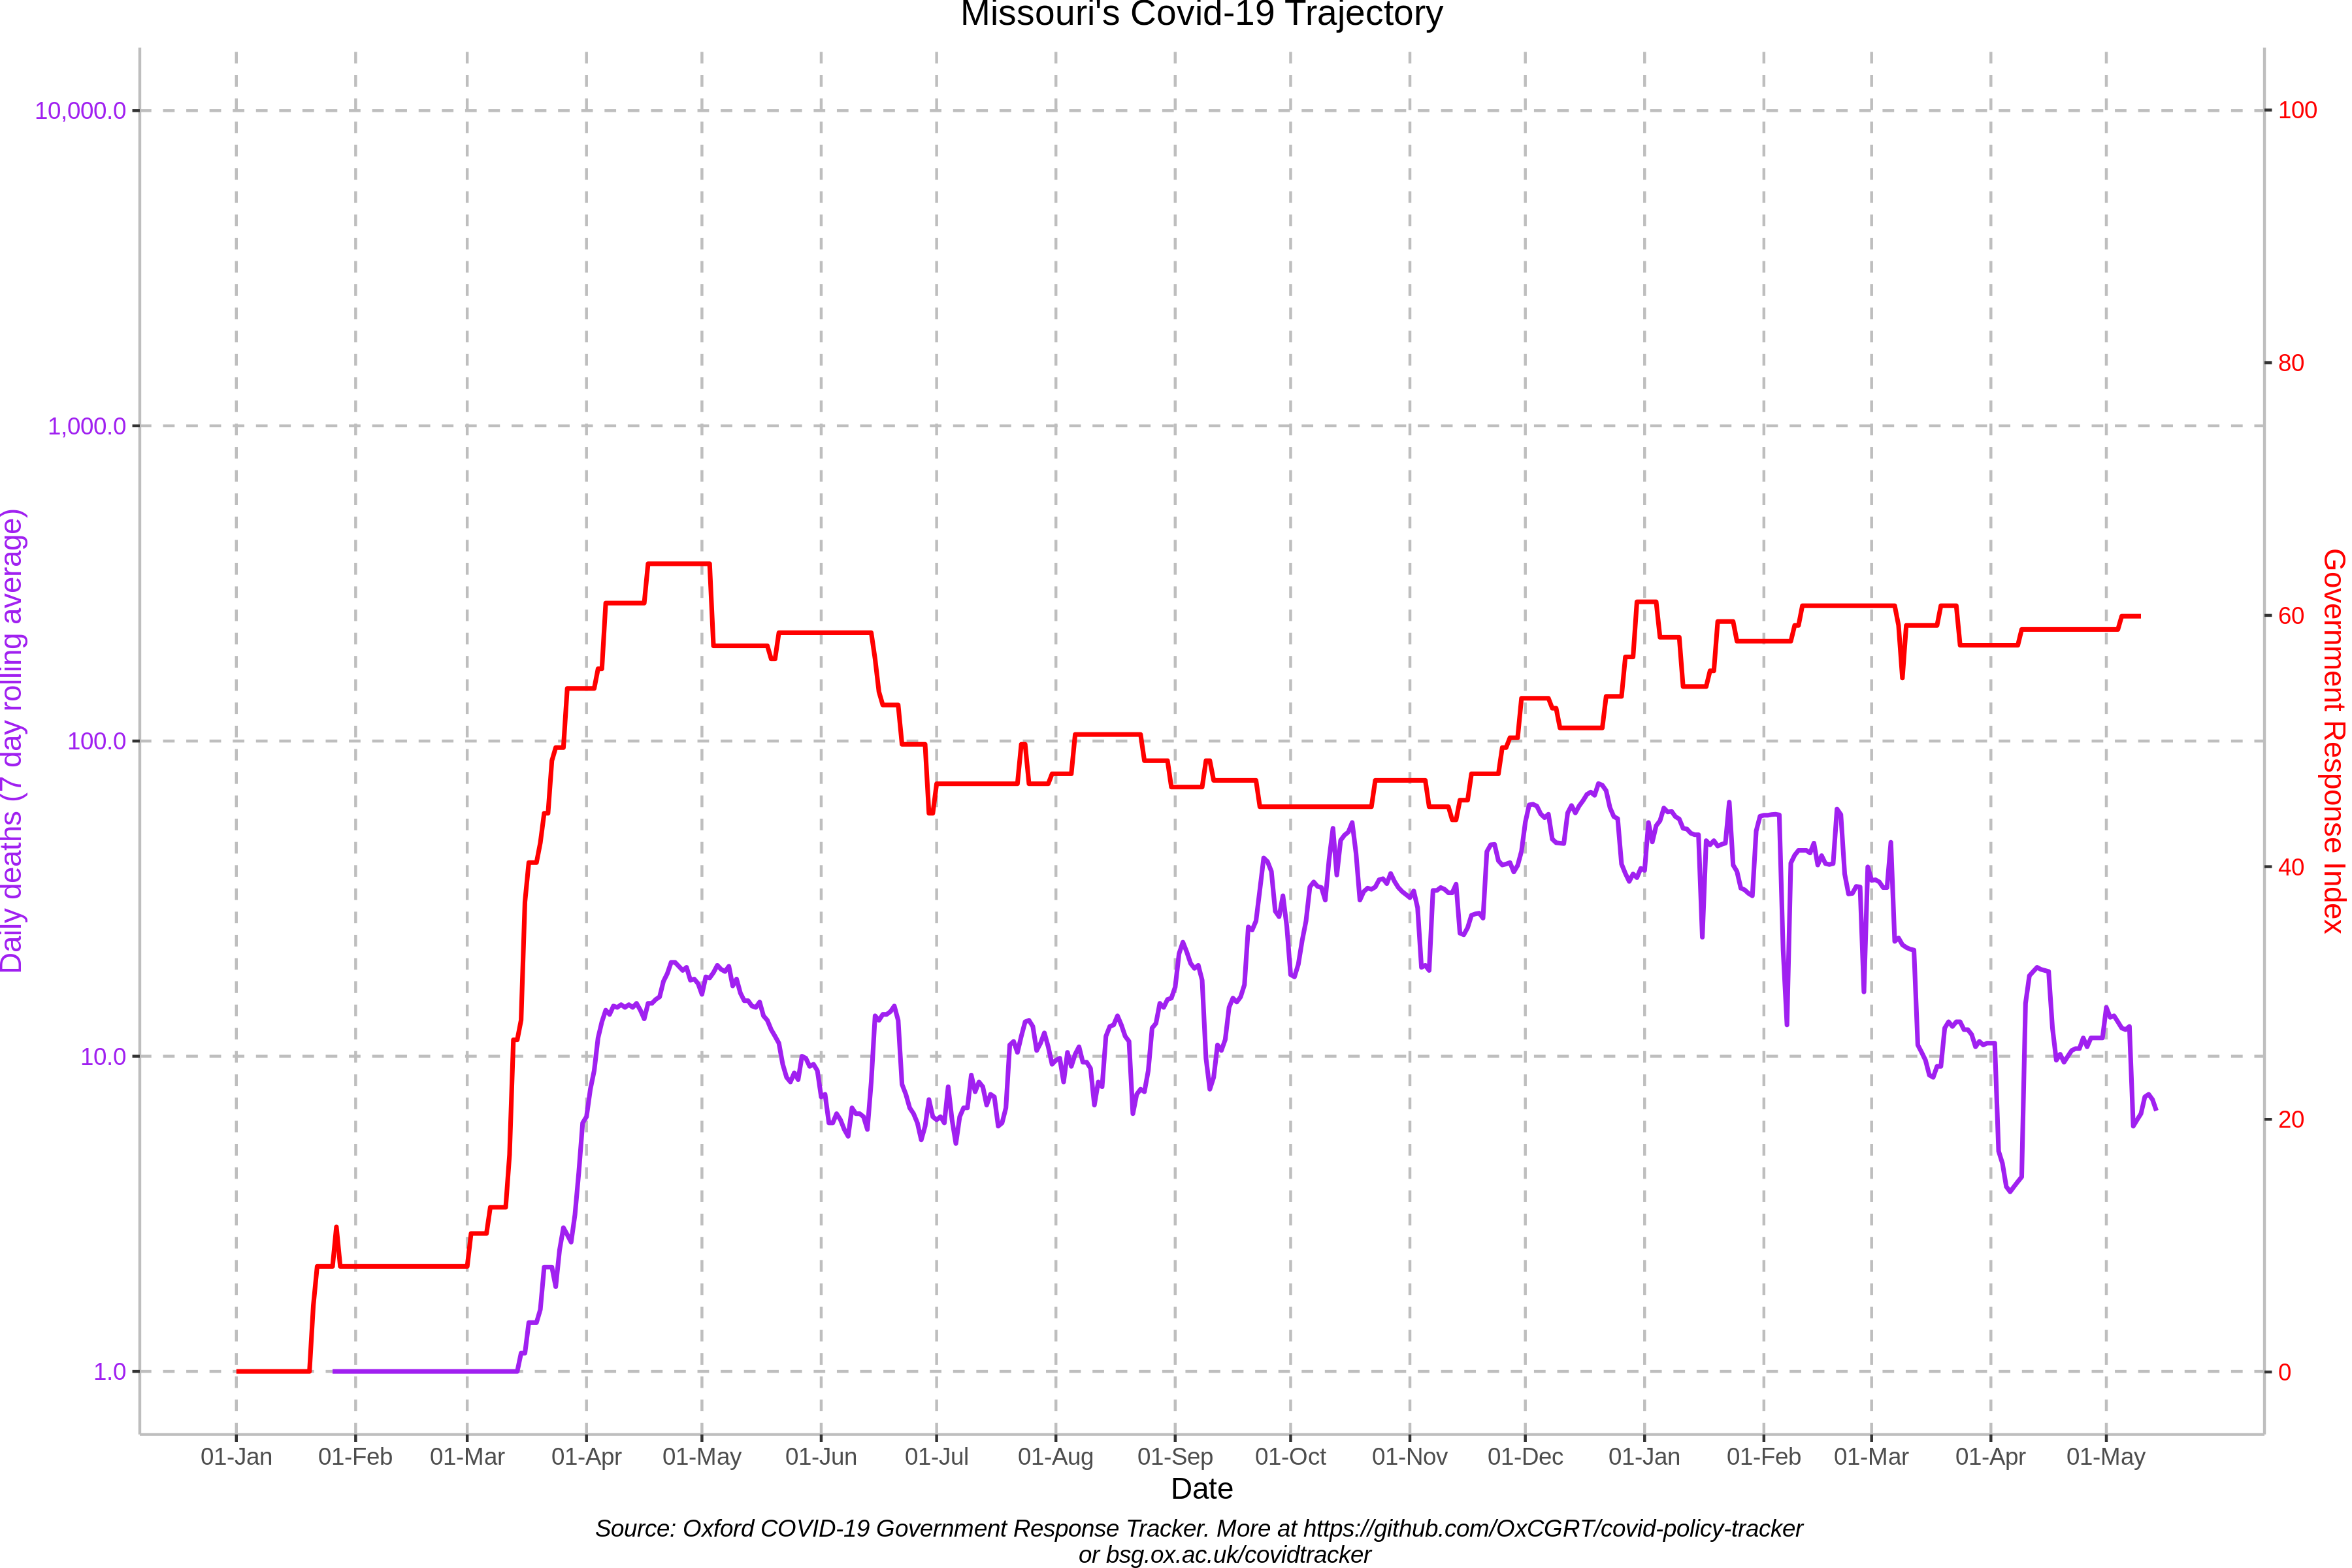 Missouri's Covid-19 Trajectory
10,000.0
1,000.0
100.0
10.0
1.0
Daily deaths (7 day rolling average)
100
80
60
40
20
0
Government Response Index
01-Jan 01-Feb 01-Mar 01-Apr 01-May 01-Jun 01-Jul 01-Aug 01-Sep 01-Oct 01-Nov 01-Dec 01-Jan 01-Feb 01-Mar 01-Apr 01-May
Date
Source: Oxford COVID-19 Government Response Tracker. More at https://github.com/OxCGRT/covid-policy-tracker
or bsg.ox.ac.uk/covidtracker